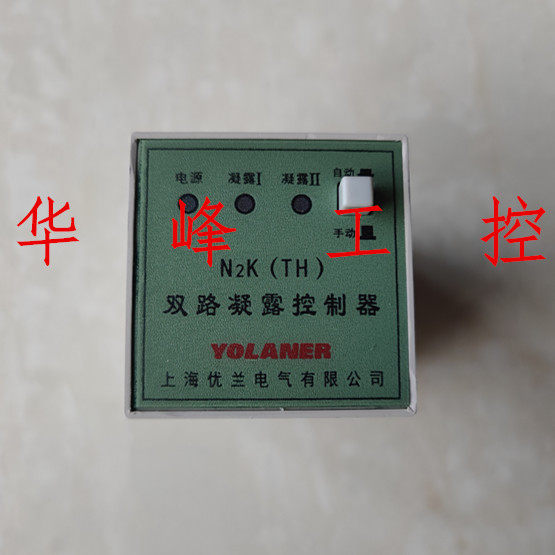 电源 凝露I 凝露II 自动
华峰工控
手动
N2K(TH)
双路凝露控制器
YOLANER
上海优兰电气有限公司